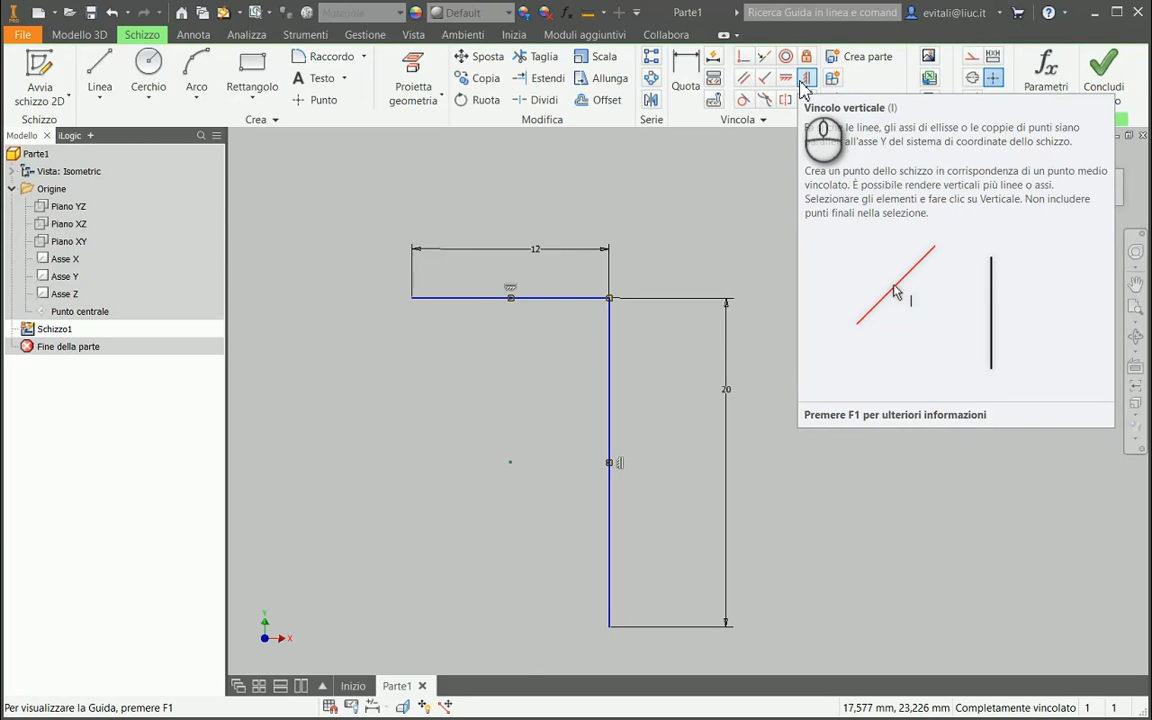 PRO
Materiale
Default
fx
Parte1
Ricerca Guida in linea e comand
evitali@liuc.it
File
Modello 3D
Schizzo
Annota
Analizza
Strumenti
Gestione
Vista
Ambienti
Inizia
Moduli aggiuntivi
Collabora
Avvia
schizzo 2D
Linea
Cerchio
Arco
Rettangolo
Raccordo
Testo
Punto
Proietta
geometria
Sposta
Copia
Ruota
Taglia
Estendi
Dividi
Scala
Allunga
Offset
Quota
Crea parte
fx
Parametri
Concludi
Schizzo
Crea
Modifica
Serie
Vincola
Modello
iLogic
Parte1
Vista: Isometric
Origine
Piano YZ
Piano XZ
Piano XY
Asse X
Asse Y
Asse Z
Punto centrale
Schizzo1
Fine della parte
Vincolo verticale (I)
le linee, gli assi di ellisse o le coppie di punti siano
all'asse Y del sistema di coordinate dello schizzo.
Crea un punto dello schizzo in corrispondenza di un punto medio
vincolato. È possibile rendere verticali più linee o assi.
Selezionare gli elementi e fare clic su Verticale. Non includere
punti finali nella selezione.
I
Premere F1 per ulteriori informazioni
12
20
Y
X
Inizio
Parte1
Per visualizzare la Guida, premere F1
17,577 mm, 23,226 mm
Completamente vincolato
1
1